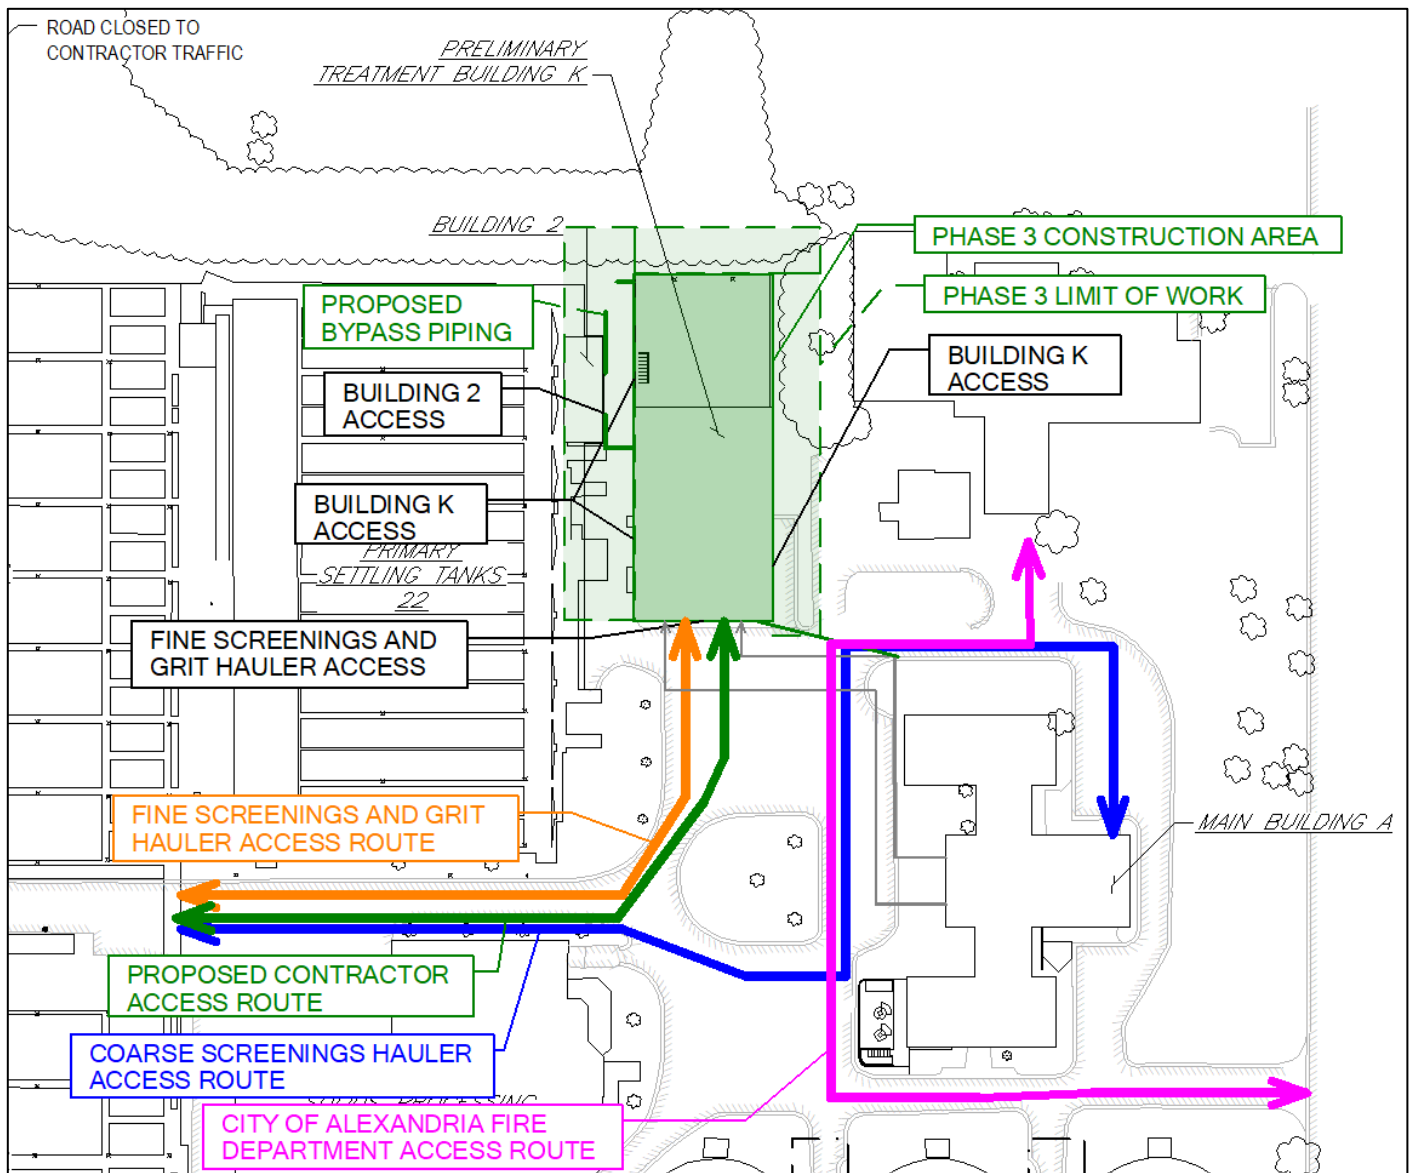 ROAD CLOSED TO
CONTRACTOR TRAFFIC
PRELIMINARY
TREATMENT BUILDING K
BUILDING 2
PHASE 3 CONSTRUCTION AREA
PHASE 3 LIMIT OF WORK
PROPOSED
BYPASS PIPING
BUILDING K
ACCESS
BUILDING 2
ACCESS
BUILDING K
ACCESS
PRIMARY
SETTLING TANKS
22
FINE SCREENINGS AND
GRIT HAULER ACCESS
FINE SCREENINGS AND GRIT
HAULER ACCESS ROUTE
MAIN BUILDING A
PROPOSED CONTRACTOR
ACCESS ROUTE
COARSE SCREENINGS HAULER
ACCESS ROUTE
SOLIDS PROCESSING
CITY OF ALEXANDRIA FIRE
DEPARTMENT ACCESS ROUTE